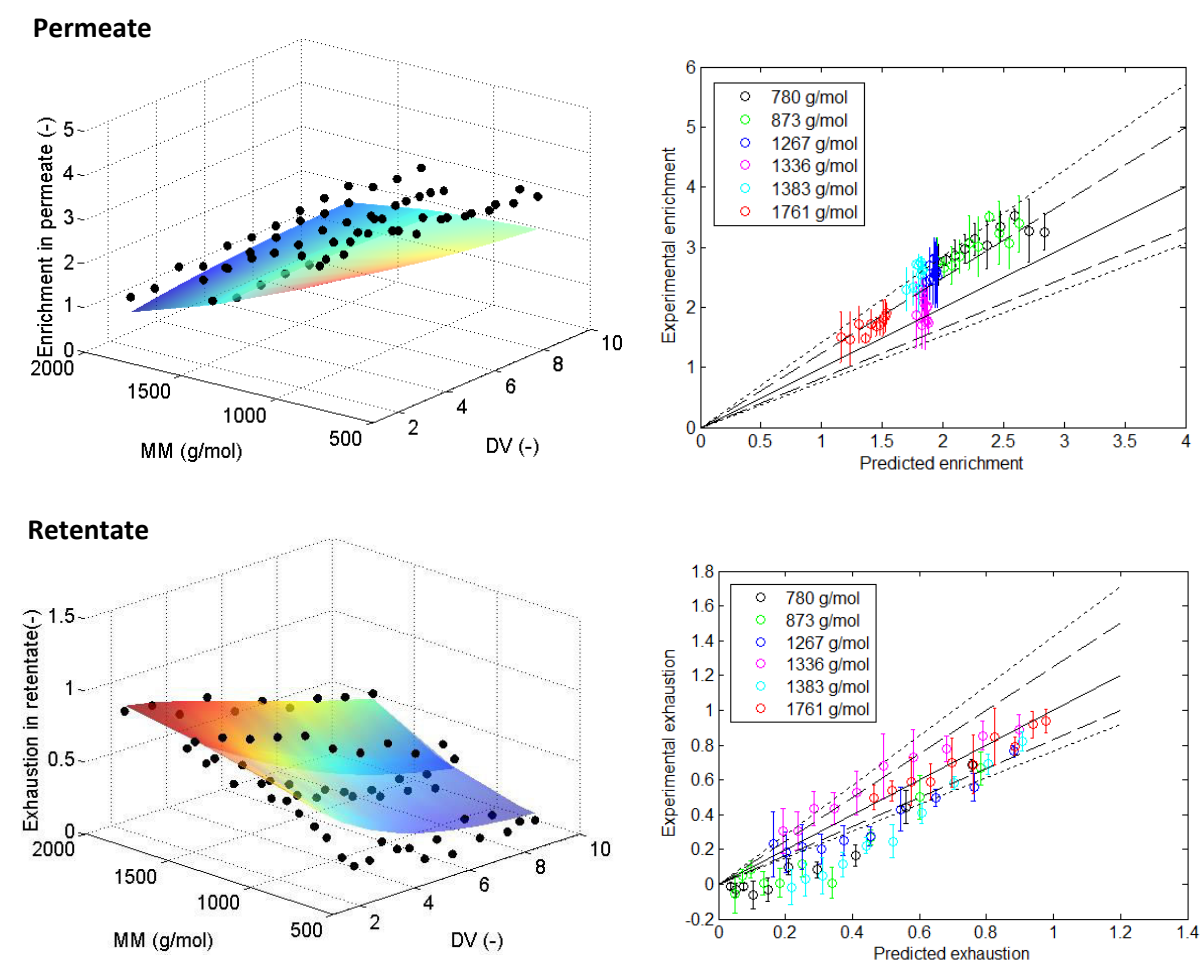 Permeate
Enrichment in permeate (-)
5
4
3
2
1
0
2000
1500
1000
500
MM (g/mol)
2
4
6
8
10
DV (-)
780 g/mol
873 g/mol
1267 g/mol
1336 g/mol
1383 g/mol
1761 g/mol
Experimental enrichment
6
5
4
3
2
1
0
0 0.5 1 1.5 2 2.5 3 3.5 4
Predicted enrichment
Retentate
Exhaustion in retentate(-)
1.5
1
0.5
0
2000
1500
1000
500
MM (g/mol)
2
4
6
8
10
DV (-)
780 g/mol
873 g/mol
1267 g/mol
1336 g/mol
1383 g/mol
1761 g/mol
Experimental exhaustion
1.8
1.6
1.4
1.2
1
0.8
0.6
0.4
0.2
0
-0.2
0 0.2 0.4 0.6 0.8 1 1.2 1.4
Predicted exhaustion